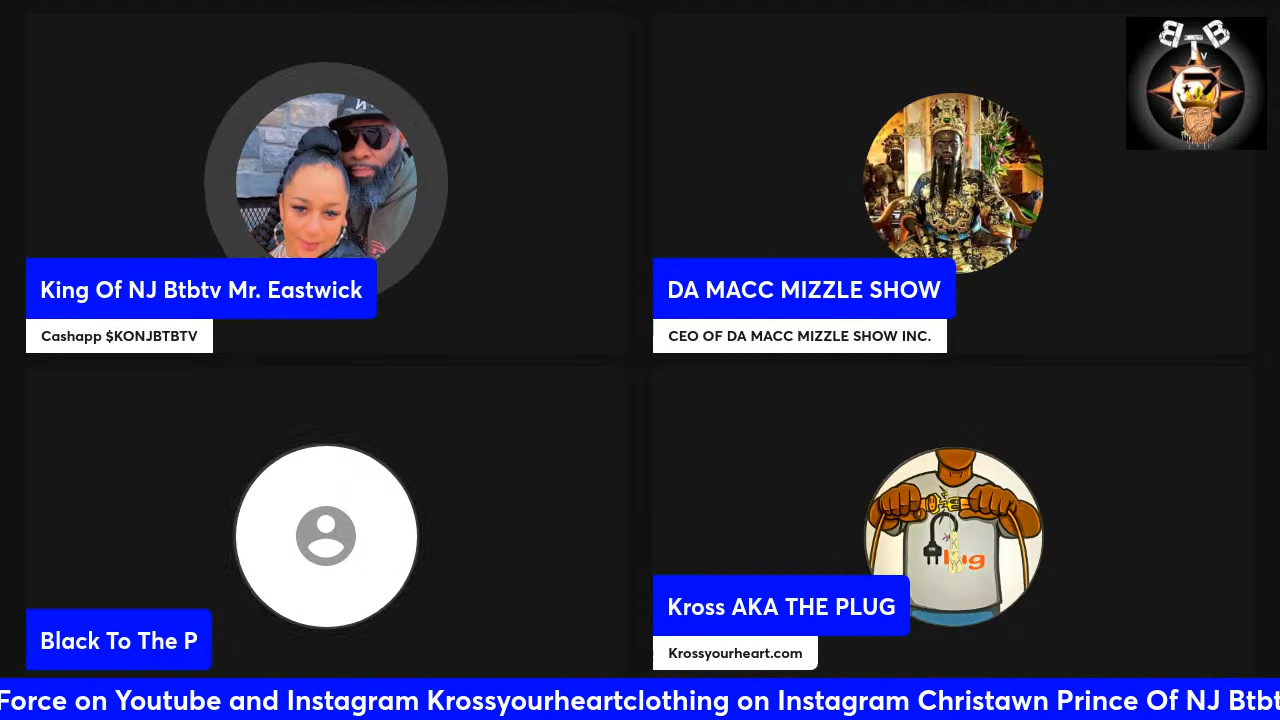 BTB
TV
King Of NJ Btbtv Mr. Eastwick
Cashapp $KONJBTBTV
DA MACC MIZZLE SHOW
CEO OF DA MACC MIZZLE SHOW INC.
Black To The P
Kross AKA THE PLUG
Krossyourheart.com
Force on Youtube and Instagram Krossyourheartclothing on Instagram Christawn Prince Of NJ Btbt